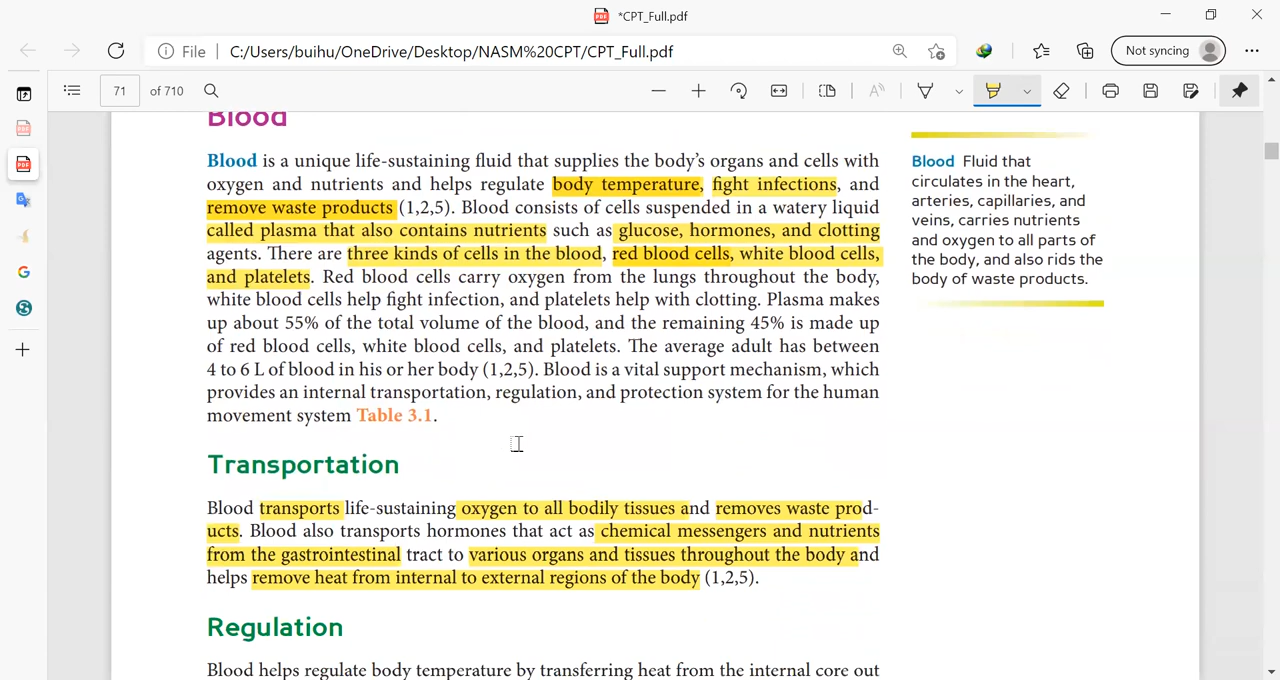 *CPT_Full.pdf
File | C:/Users/buihu/OneDrive/Desktop/NASM%20CPT/CPT_Full.pdf
Not syncing
71 of 710
Blood
Blood is a unique life-sustaining fluid that supplies the body's organs and cells with
oxygen and nutrients and helps regulate body temperature, fight infections, and
remove waste products (1,2,5). Blood consists of cells suspended in a watery liquid
called plasma that also contains nutrients such as glucose, hormones, and clotting
agents. There are three kinds of cells in the blood, red blood cells, white blood cells,
and platelets. Red blood cells carry oxygen from the lungs throughout the body,
white blood cells help fight infection, and platelets help with clotting. Plasma makes
up about 55% of the total volume of the blood, and the remaining 45% is made up
of red blood cells, white blood cells, and platelets. The average adult has between
4 to 6 L of blood in his or her body (1,2,5). Blood is a vital support mechanism, which
provides an internal transportation, regulation, and protection system for the human
movement system Table 3.1.
Blood Fluid that
circulates in the heart,
arteries, capillaries, and
veins, carries nutrients
and oxygen to all parts of
the body, and also rids the
body of waste products.
Transportation
Blood transports life-sustaining oxygen to all bodily tissues and removes waste prod-
ucts. Blood also transports hormones that act as chemical messengers and nutrients
from the gastrointestinal tract to various organs and tissues throughout the body and
helps remove heat from internal to external regions of the body (1,2,5).
Regulation
Blood helps regulate body temperature by transferring heat from the internal core out